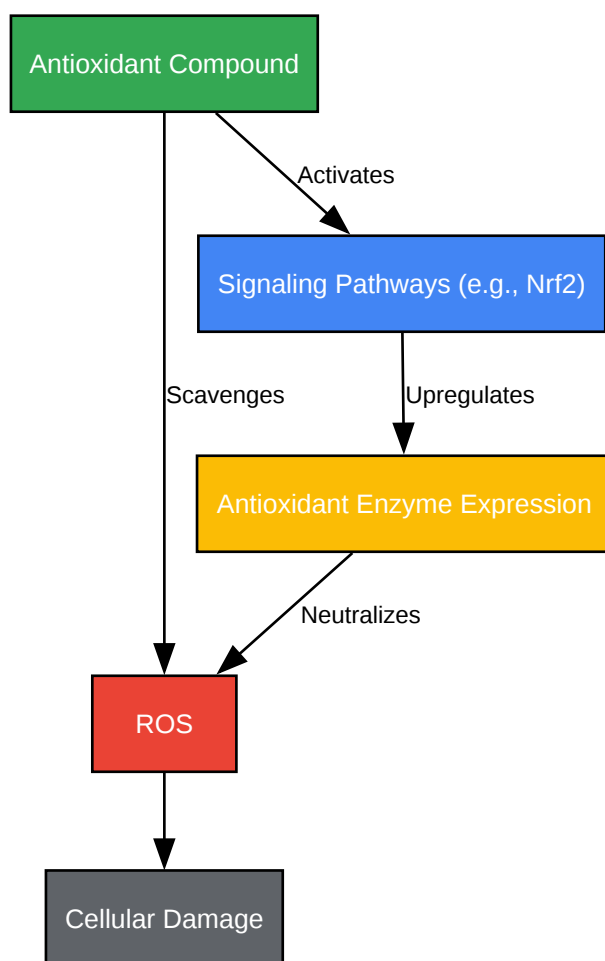 Antioxidant Compound
Activates
Signaling Pathways (e.g., Nrf2)
Scavenges
Upregulates
Antioxidant Enzyme Expression
Neutralizes
ROS
Cellular Damage